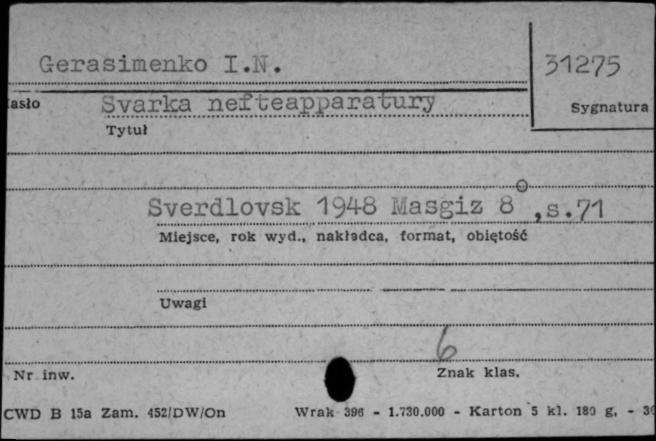 Gerasimenko I.N. 31275
asło Svarka nefteapparatury Sygnatura
Tytuł
Sverdlovsk 1948 Masgiz 8°, s.71
Miejsce, rok wyd., nakładca, format, objętość
Uwagi
6
Nr inw. Znak klas.
CWD B 15a Zam. 452/DW/On Wrak 396 - 1.730.000 - Karton 5 kl. 180 g. - 30